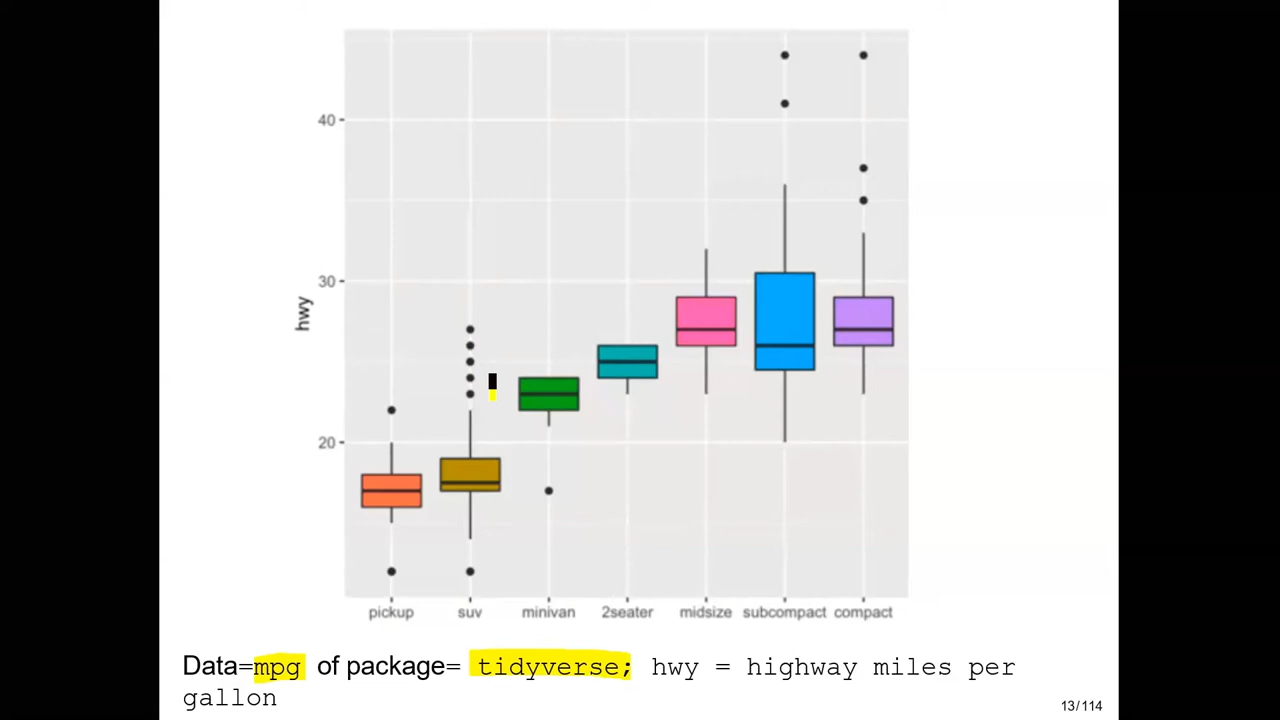 40
30
hwy
20
pickup suv minivan 2seater midsize subcompact compact
Data=mpg of package= tidyverse; hwy = highway miles per
gallon
13/114